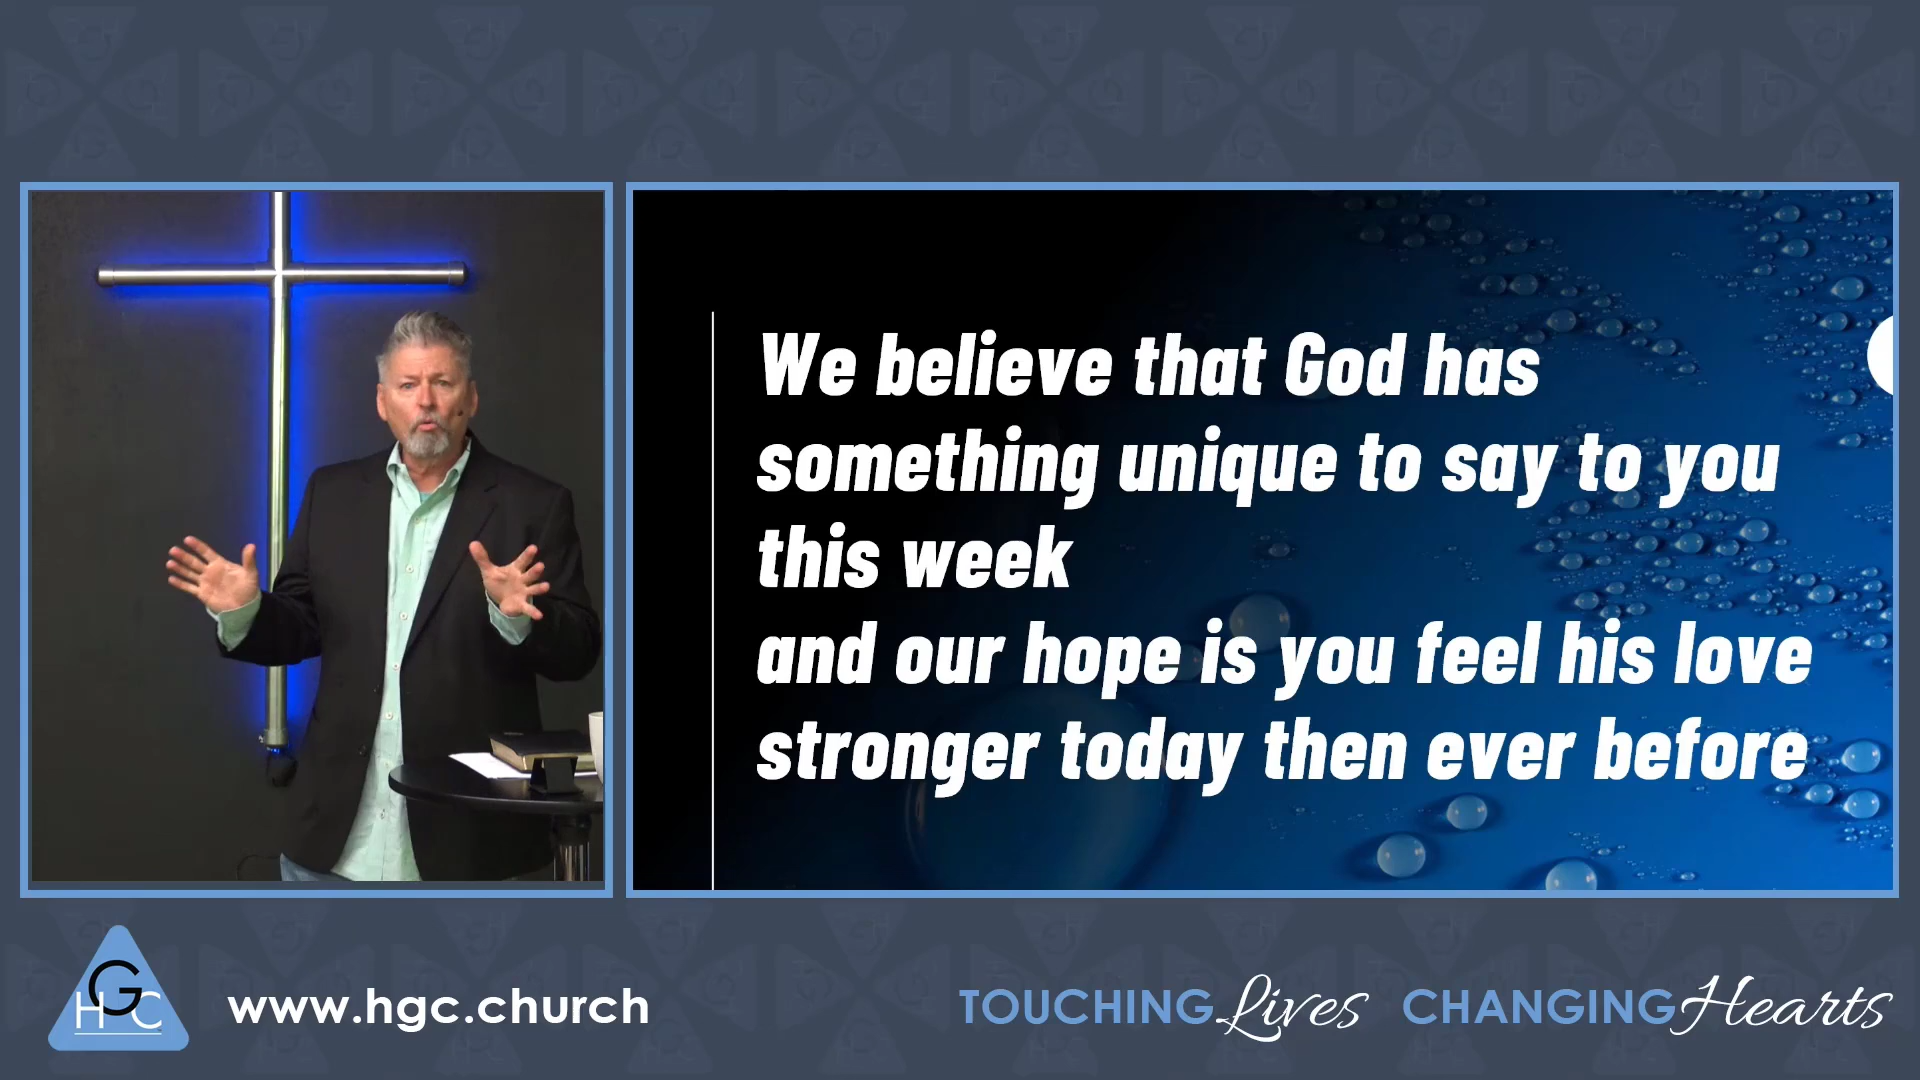 We believe that God has
something unique to say to you
this week
and our hope is you feel his love
stronger today then ever before
HGC
www.hgc.church
TOUCHING Lives CHANGING Hearts